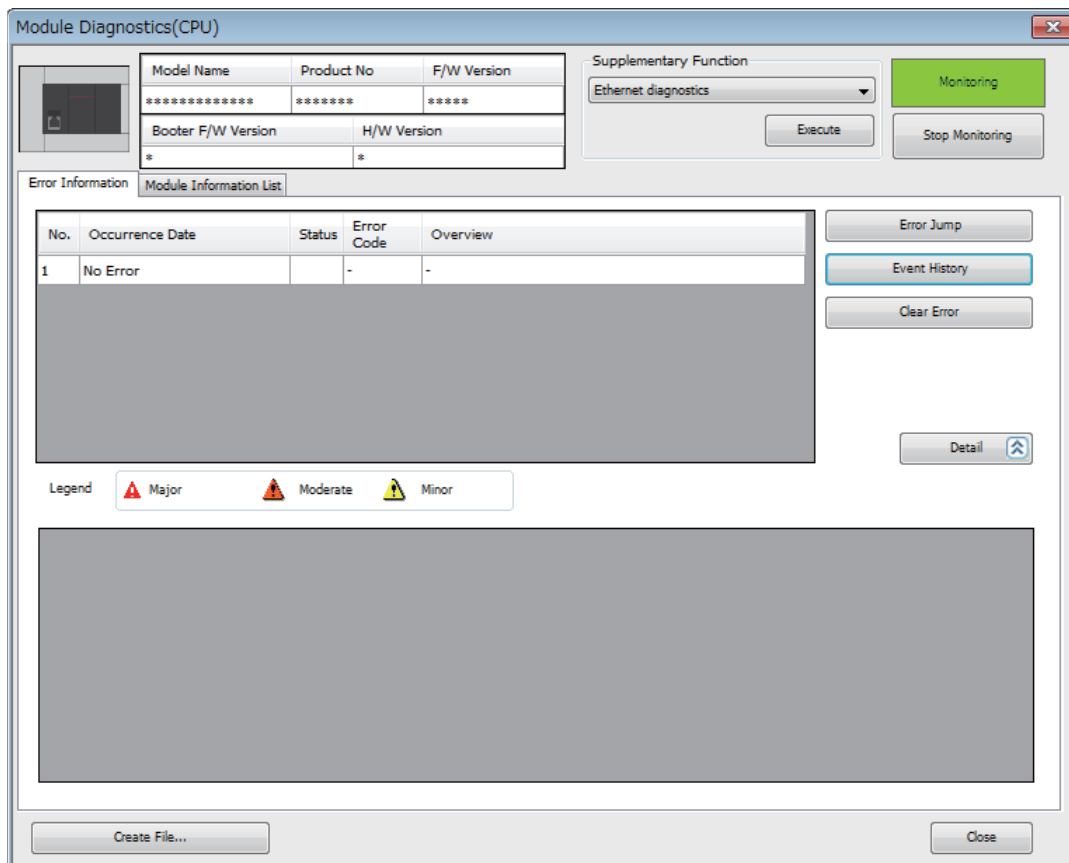 Module Diagnostics(CPU)
Model Name Product No F/W Version
************* ******* *****
Booter F/W Version H/W Version
* *
Supplementary Function
Ethernet diagnostics
Execute
Monitoring
Stop Monitoring
Error Information Module Information List
No. Occurrence Date Status Error Code Overview
1 No Error - -
Error Jump
Event History
Clear Error
Detail
Legend Major Moderate Minor
Create File... Close